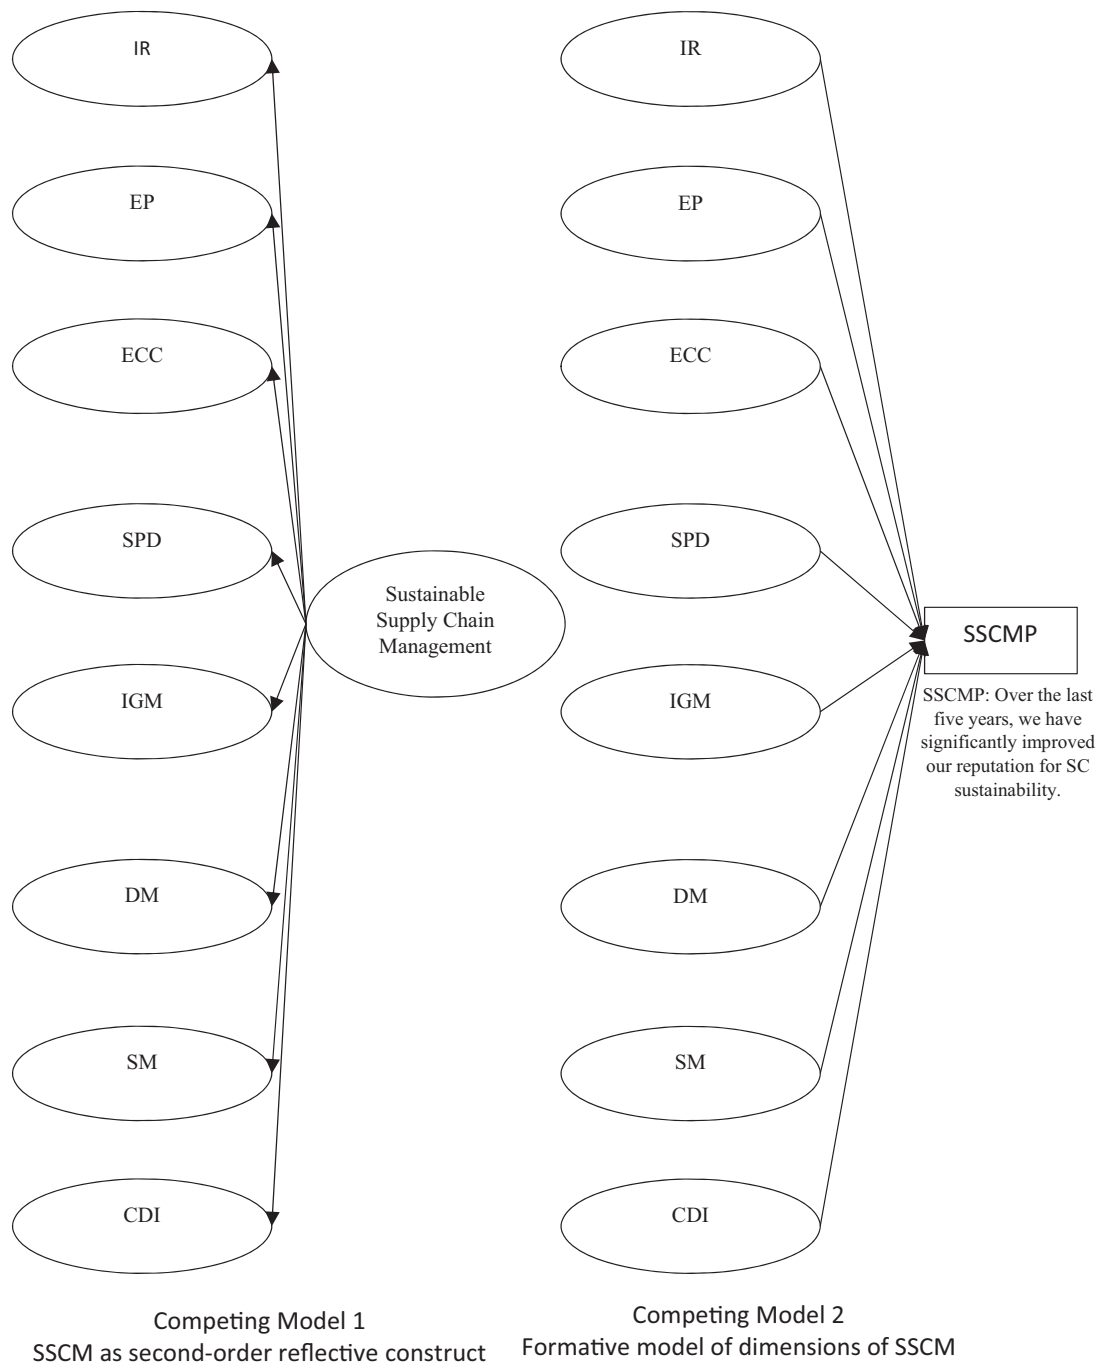 IR
EP
ECC
SPD
IGM
DM
SM
CDI
Sustainable
Supply Chain
Management
Competing Model 1
SSCM as second-order reflective construct
IR
EP
ECC
SPD
IGM
DM
SM
CDI
SSCMP
SSCMP: Over the last
five years, we have
significantly improved
our reputation for SC
sustainability.
Competing Model 2
Formative model of dimensions of SSCM